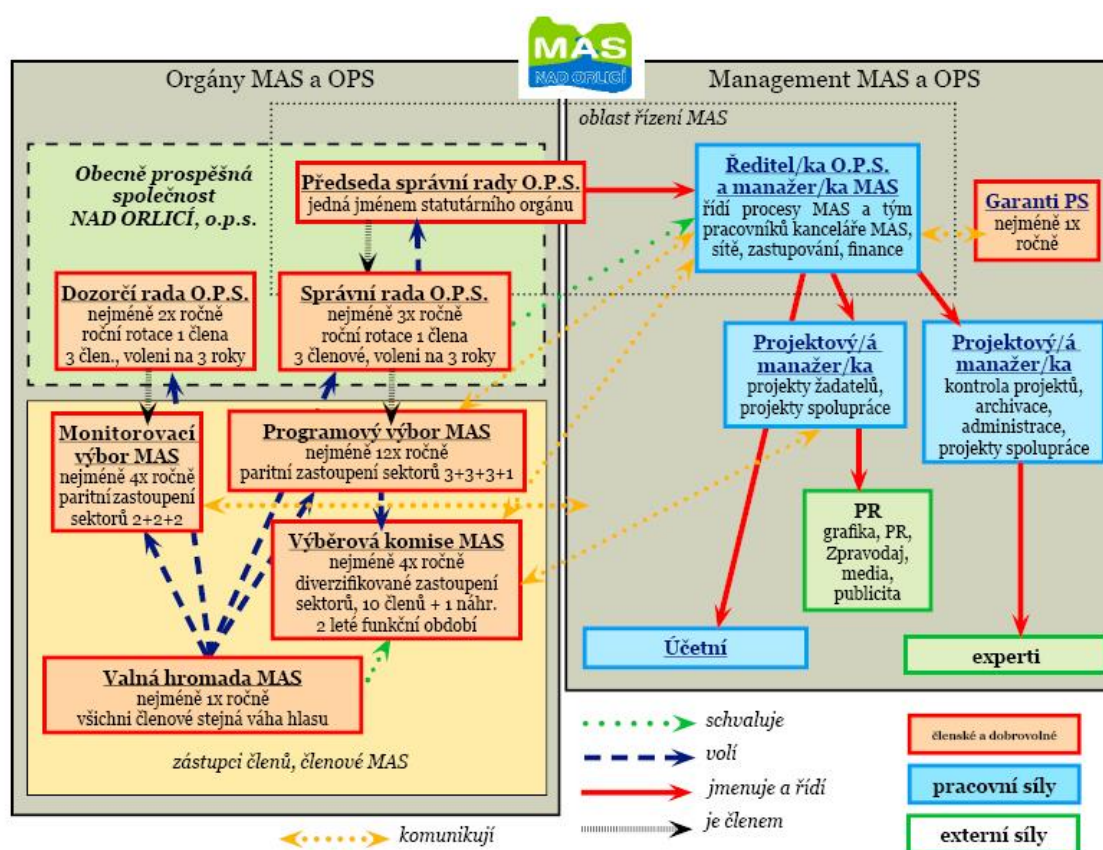 MAS
NAD ORLICÍ
Orgány MAS a OPS
Management MAS a OPS
oblast řízení MAS
Obecně prospěšná
společnost
NAD ORLICÍ, o.p.s.
Předseda správní rady O.P.S.
jedná jménem statutárního orgánu
Ředitel/ka O.P.S.
a manažer/ka MAS
řídí procesy MAS a tým
pracovníků kanceláře MAS,
sítě, zastupování, finance
Garanti PS
nejméně 1x
ročně
Dozorčí rada O.P.S.
nejméně 2x ročně
roční rotace 1 člena
3 člen., voleni na 3 roky
Správní rada O.P.S.
nejméně 3x ročně
roční rotace 1 člena
3 členové, voleni na 3 roky
Projektový/á
manažer/ka
projekty žadatelů,
projekty spolupráce
Projektový/á
manažer/ka
kontrola projektů,
archivace,
administrace,
projekty spolupráce
Monitorovací
výbor MAS
nejméně 4x ročně
paritní zastoupení
sektorů 2+2+2
Programový výbor MAS
nejméně 12x ročně
paritní zastoupení sektorů 3+3+3+1
Výběrová komise MAS
nejméně 4x ročně
diverzifikované zastoupení
sektorů, 10 členů + 1 náhr.
2 leté funkční období
PR
grafika, PR,
Zpravodaj,
media,
publicita
Účetní
experti
Valná hromada MAS
nejméně 1x ročně
všichni členové stejná váha hlasu
zástupci členů, členové MAS
schvaluje
volí
jmenuje a řídí
je členem
komunikují
členské a dobrovolné
pracovní síly
externí síly